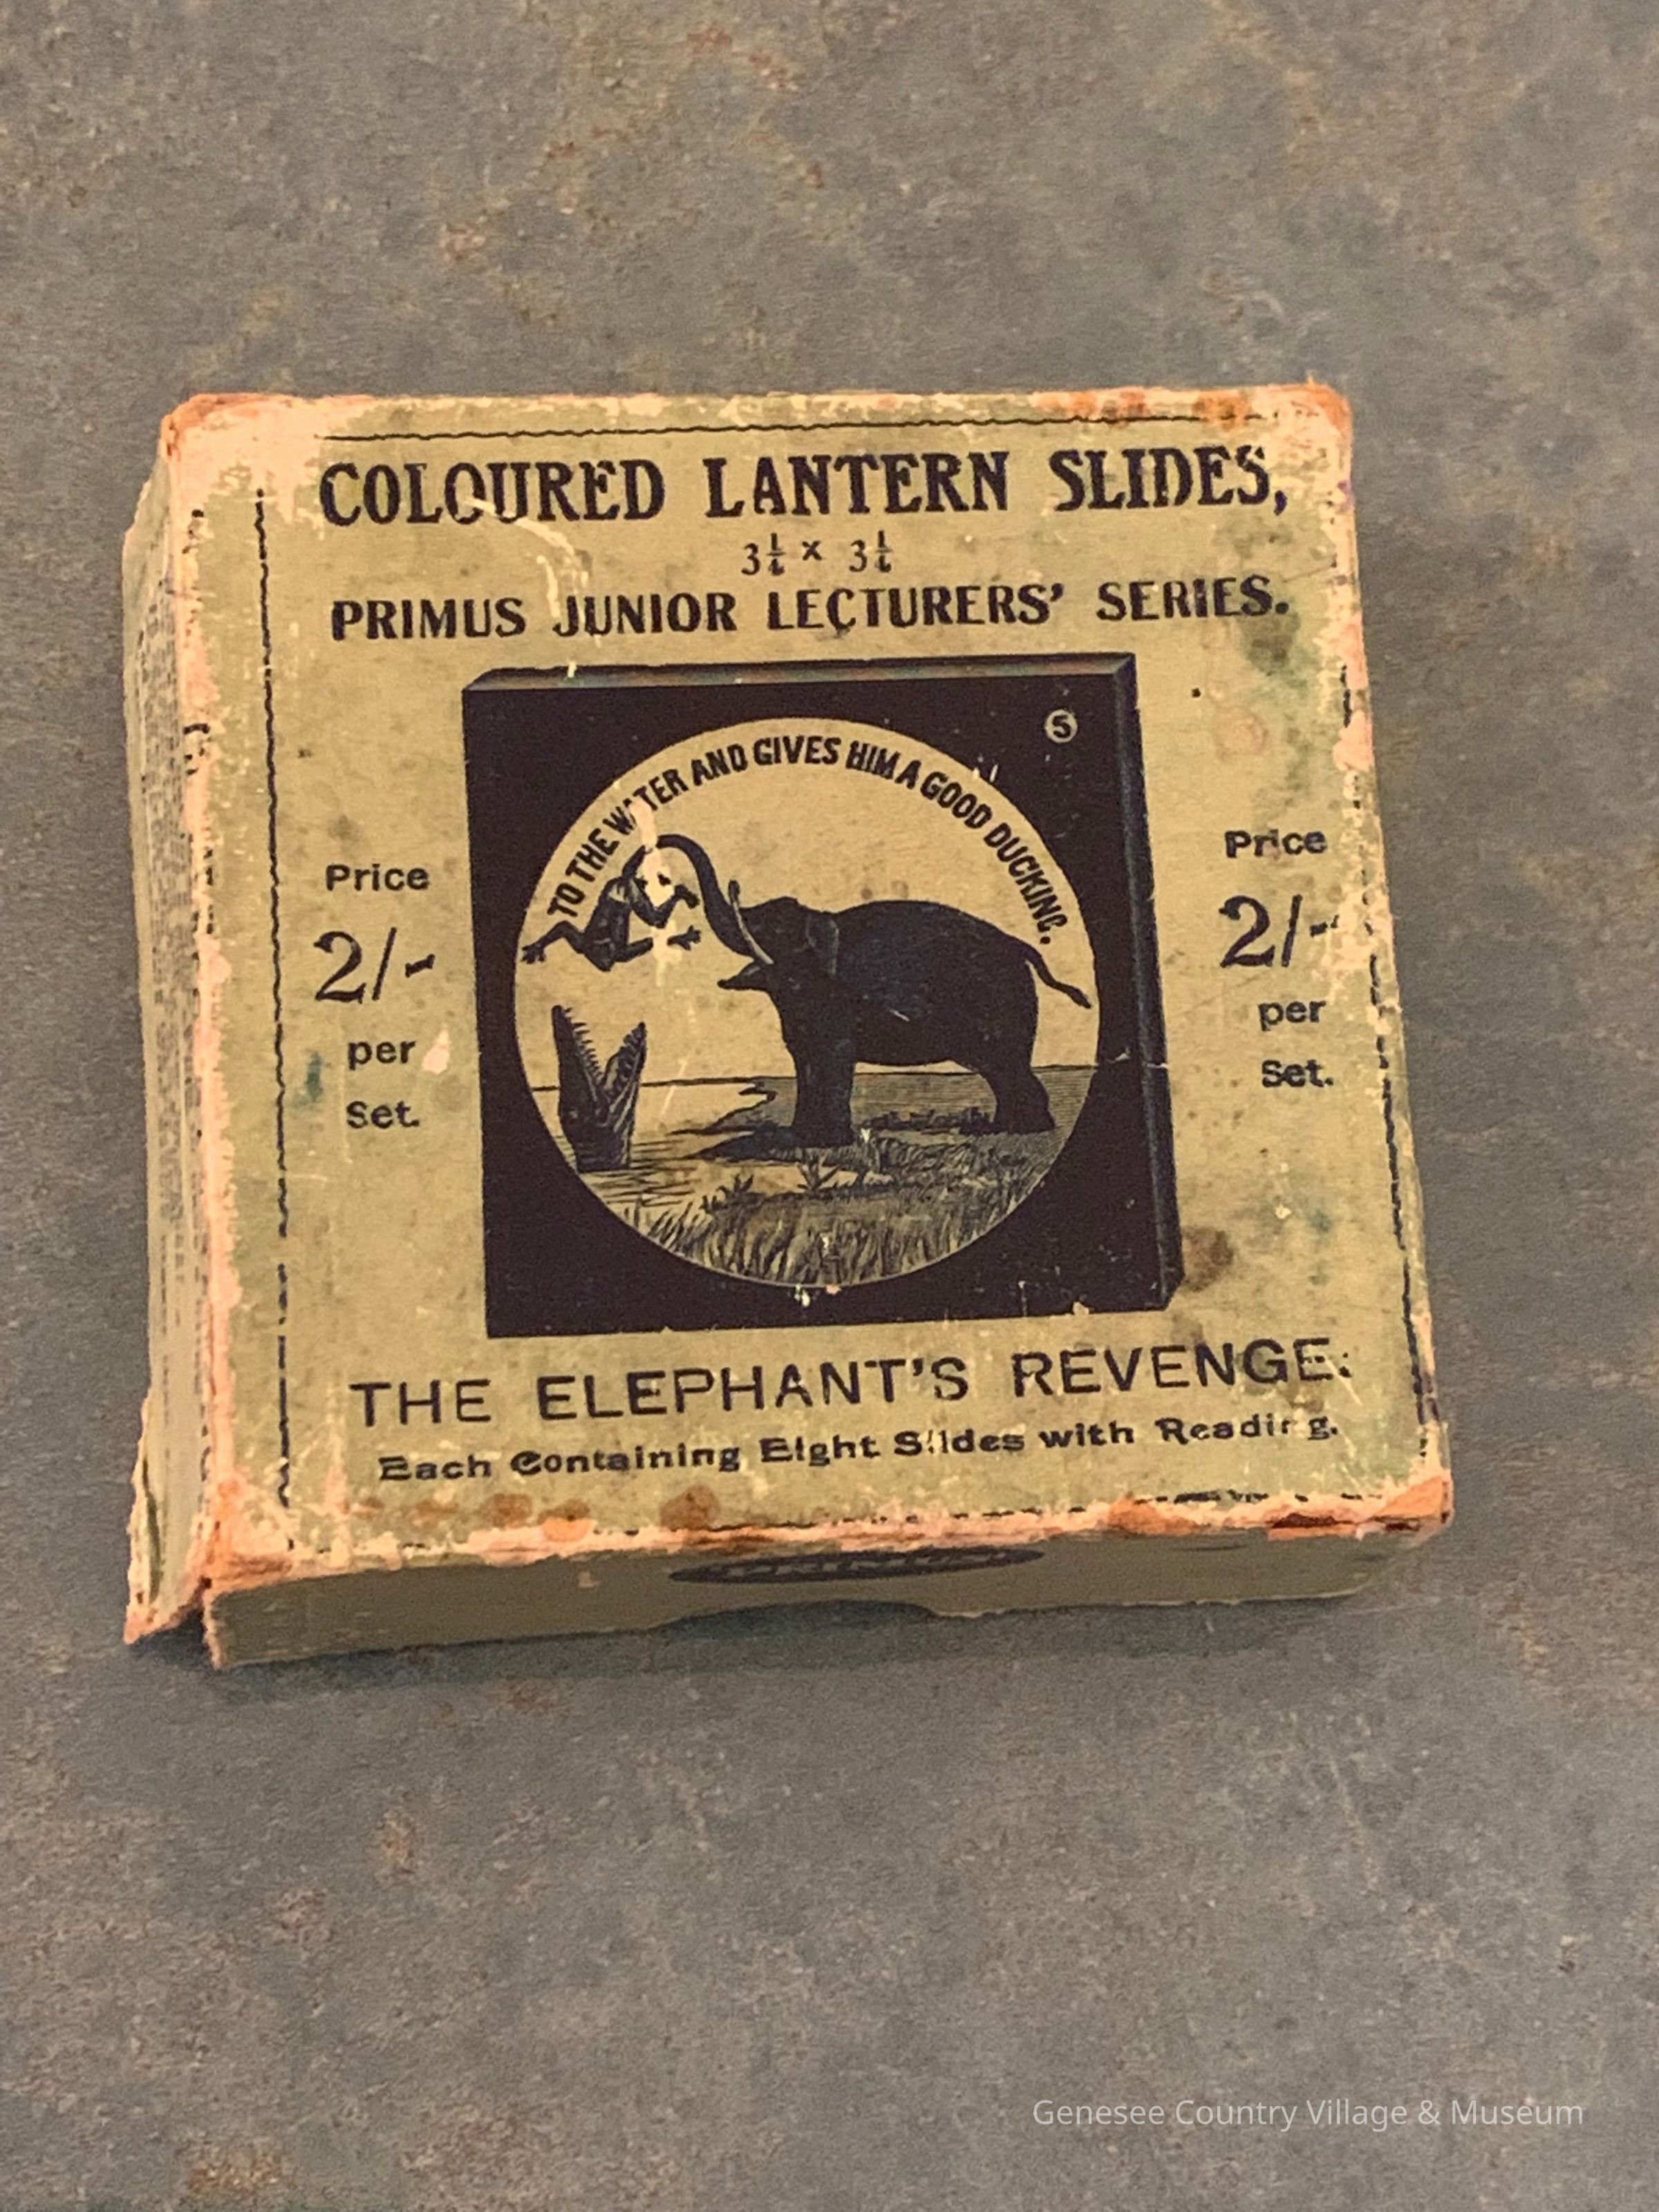 COLOURED LANTERN SLIDES,
3¼ x 3¼
PRIMUS JUNIOR LECTURERS' SERIES.
5
TO THE WATER AND GIVES HIM A GOOD DUCKING.
Price
2/-
per
Set.
Price
2/-
per
Set.
THE ELEPHANT'S REVENGE.
Each Containing Eight Slides with Reading.
PRIMUS
Genesee Country Village & Museum